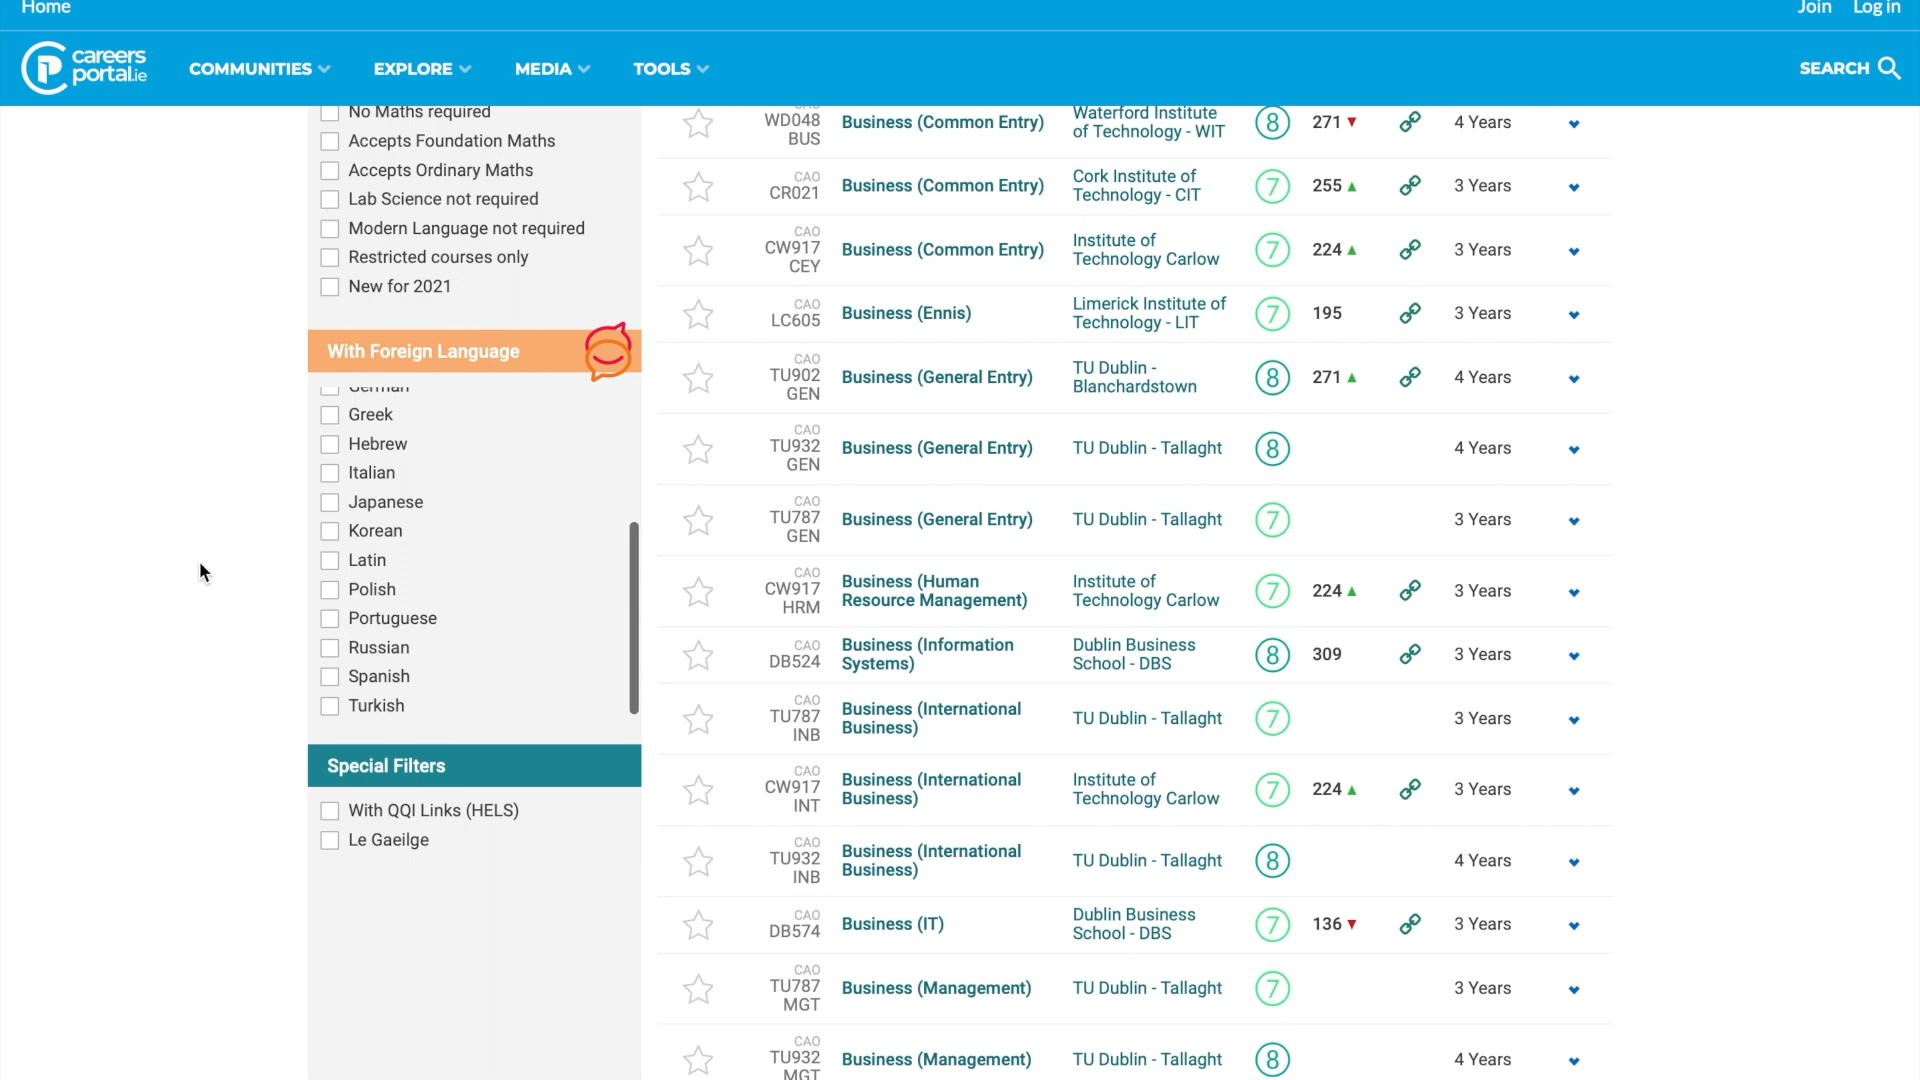 Home
Join
Log in
careers
portal.ie
COMMUNITIES
EXPLORE
MEDIA
TOOLS
SEARCH
No Maths required
Accepts Foundation Maths
Accepts Ordinary Maths
Lab Science not required
Modern Language not required
Restricted courses only
New for 2021
With Foreign Language
German
Greek
Hebrew
Italian
Japanese
Korean
Latin
Polish
Portuguese
Russian
Spanish
Turkish
Special Filters
With QQI Links (HELS)
Le Gaeilge
CAO
WD048
BUS
Business (Common Entry)
Waterford Institute
of Technology - WIT
8
271
4 Years
CAO
CR021
Business (Common Entry)
Cork Institute of
Technology - CIT
7
255
3 Years
CAO
CW917
CEY
Business (Common Entry)
Institute of
Technology Carlow
7
224
3 Years
CAO
LC605
Business (Ennis)
Limerick Institute of
Technology - LIT
7
195
3 Years
CAO
TU902
GEN
Business (General Entry)
TU Dublin -
Blanchardstown
8
271
4 Years
CAO
TU932
GEN
Business (General Entry)
TU Dublin - Tallaght
8
4 Years
CAO
TU787
GEN
Business (General Entry)
TU Dublin - Tallaght
7
3 Years
CAO
CW917
HRM
Business (Human
Resource Management)
Institute of
Technology Carlow
7
224
3 Years
CAO
DB524
Business (Information
Systems)
Dublin Business
School - DBS
8
309
3 Years
CAO
TU787
INB
Business (International
Business)
TU Dublin - Tallaght
7
3 Years
CAO
CW917
INT
Business (International
Business)
Institute of
Technology Carlow
7
224
3 Years
CAO
TU932
INB
Business (International
Business)
TU Dublin - Tallaght
8
4 Years
CAO
DB574
Business (IT)
Dublin Business
School - DBS
7
136
3 Years
CAO
TU787
MGT
Business (Management)
TU Dublin - Tallaght
7
3 Years
CAO
TU932
MGT
Business (Management)
TU Dublin - Tallaght
8
4 Years